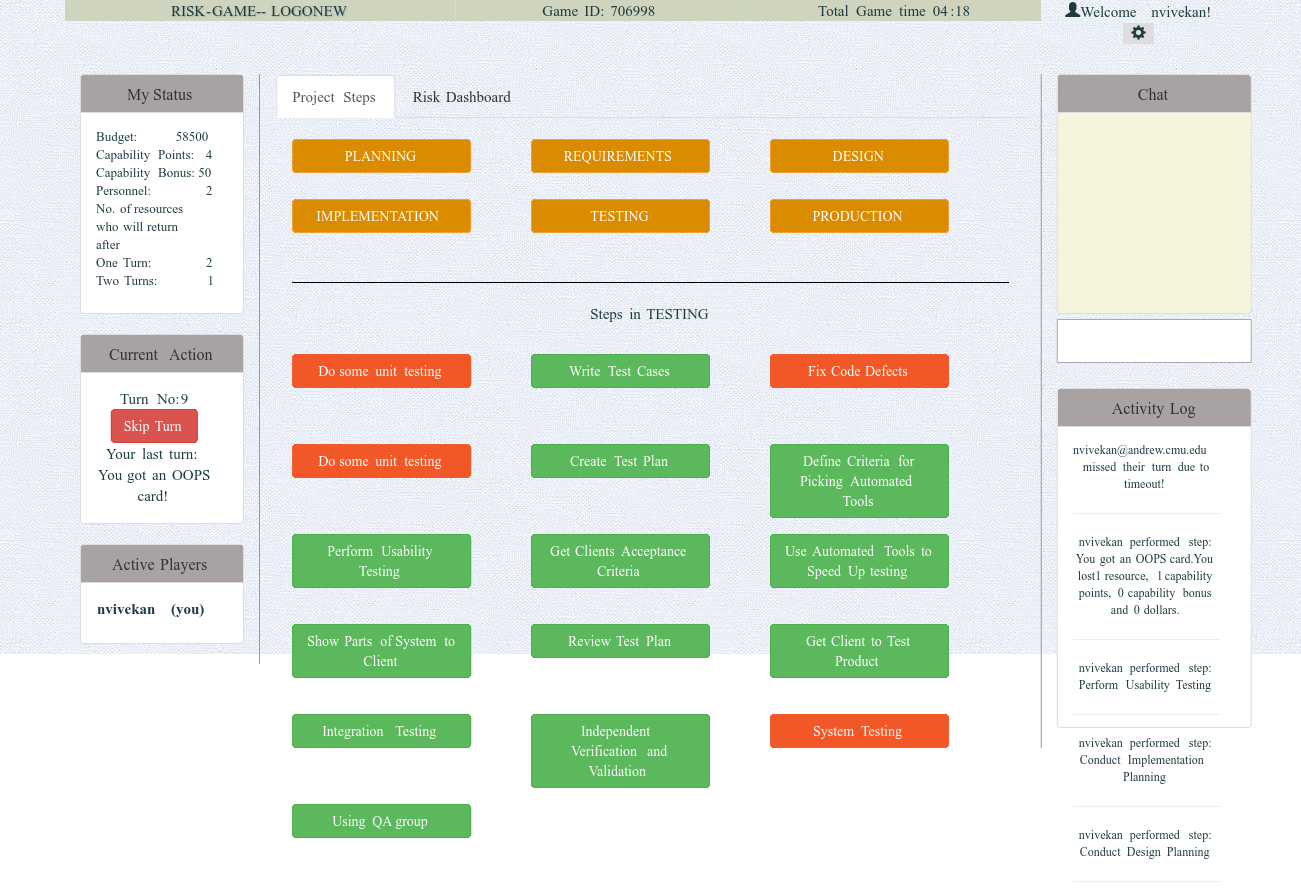 RISK-GAME-- LOGONEW Game ID: 706998 Total Game time 04:18 Welcome nvivekan!
My Status
Budget: 58500
Capability Points: 4
Capability Bonus: 50
Personnel: 2
No. of resources
who will return
after
One Turn: 2
Two Turns: 1
Current Action
Turn No:9
Skip Turn
Your last turn:
You got an OOPS
card!
Active Players
nvivekan (you)
Project Steps Risk Dashboard
PLANNING REQUIREMENTS DESIGN
IMPLEMENTATION TESTING PRODUCTION
Steps in TESTING
Do some unit testing
Write Test Cases
Fix Code Defects
Do some unit testing
Create Test Plan
Define Criteria for
Picking Automated
Tools
Perform Usability
Testing
Get Clients Acceptance
Criteria
Use Automated Tools to
Speed Up testing
Show Parts of System to
Client
Review Test Plan
Get Client to Test
Product
Integration Testing
Independent
Verification and
Validation
System Testing
Using QA group
Chat
Activity Log
nvivekan@andrew.cmu.edu
missed their turn due to
timeout!
nvivekan performed step:
You got an OOPS card.You
lost1 resource, 1 capability
points, 0 capability bonus
and 0 dollars.
nvivekan performed step:
Perform Usability Testing
nvivekan performed step:
Conduct Implementation
Planning
nvivekan performed step:
Conduct Design Planning